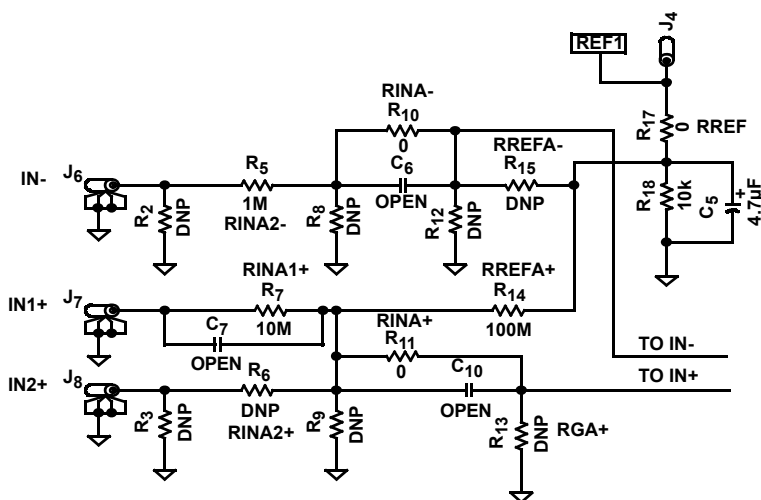 REF1
J4
R17
0
RREF
RINA-
R10
0
RREFA-
R15
DNP
C6
OPEN
R18
10k
C5
+
4.7uF
IN-
J6
R5
1M
RINA2-
R2
DNP
R8
DNP
R12
DNP
IN1+
J7
RINA1+
R7
10M
C7
OPEN
RREFA+
R14
100M
RINA+
R11
0
C10
OPEN
TO IN-
TO IN+
IN2+
J8
R6
DNP
RINA2+
R3
DNP
R9
DNP
R13
DNP
RGA+